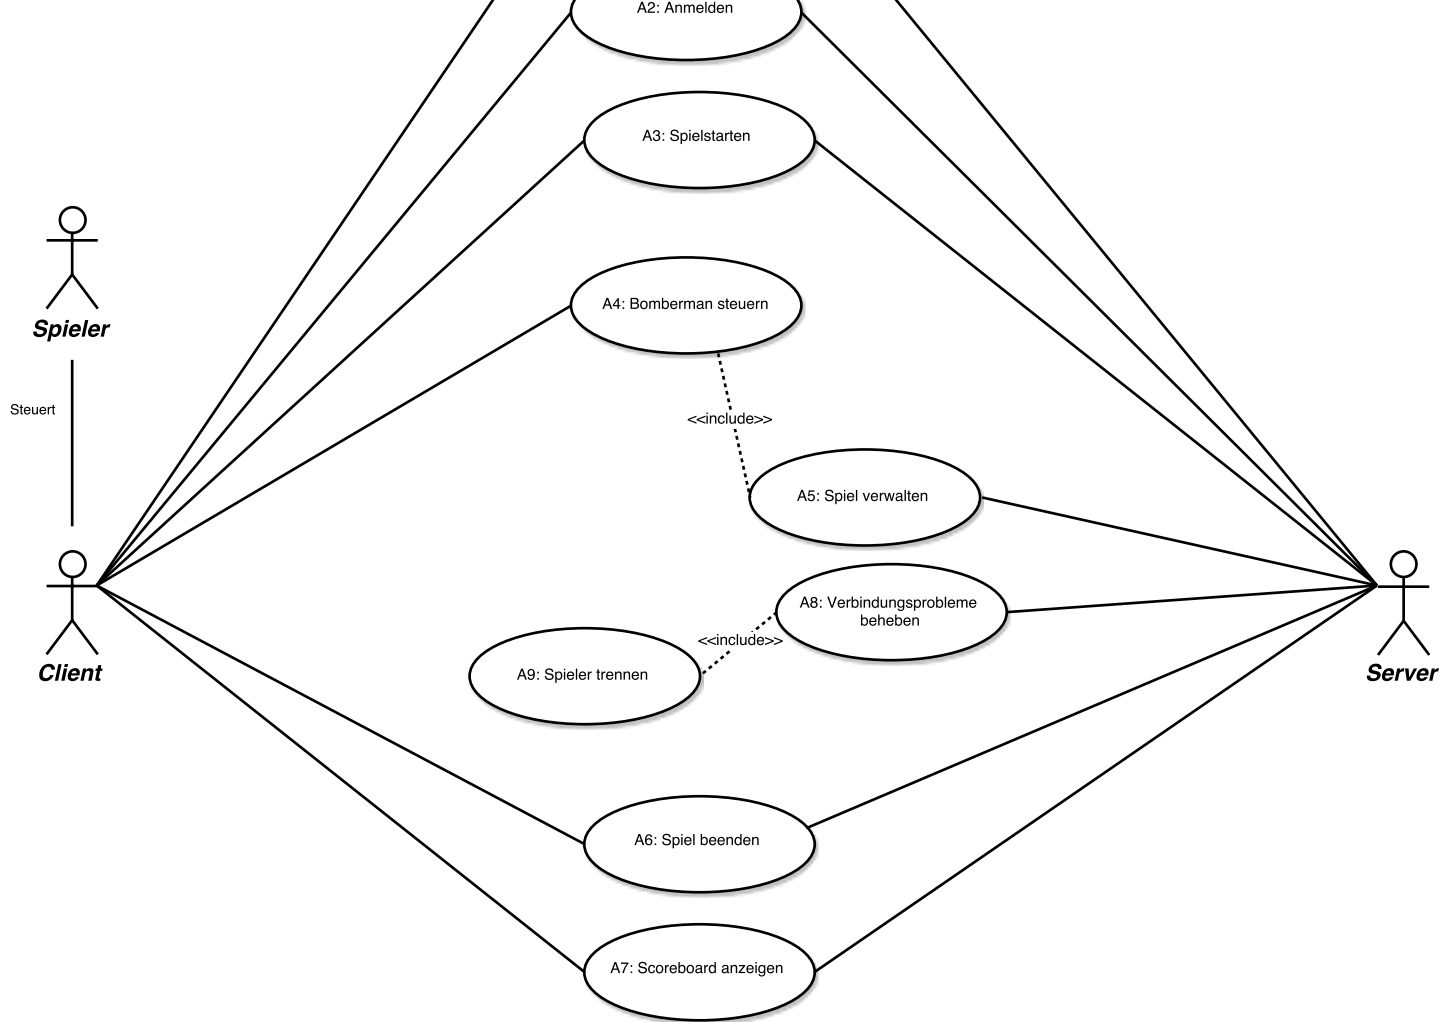 A2: Anmelden
A3: Spielstarten
A4: Bomberman steuern
Spieler
Steuert
<<include>>
A5: Spiel verwalten
A8: Verbindungsprobleme
beheben
<<include>>
A9: Spieler trennen
Client
Server
A6: Spiel beenden
A7: Scoreboard anzeigen